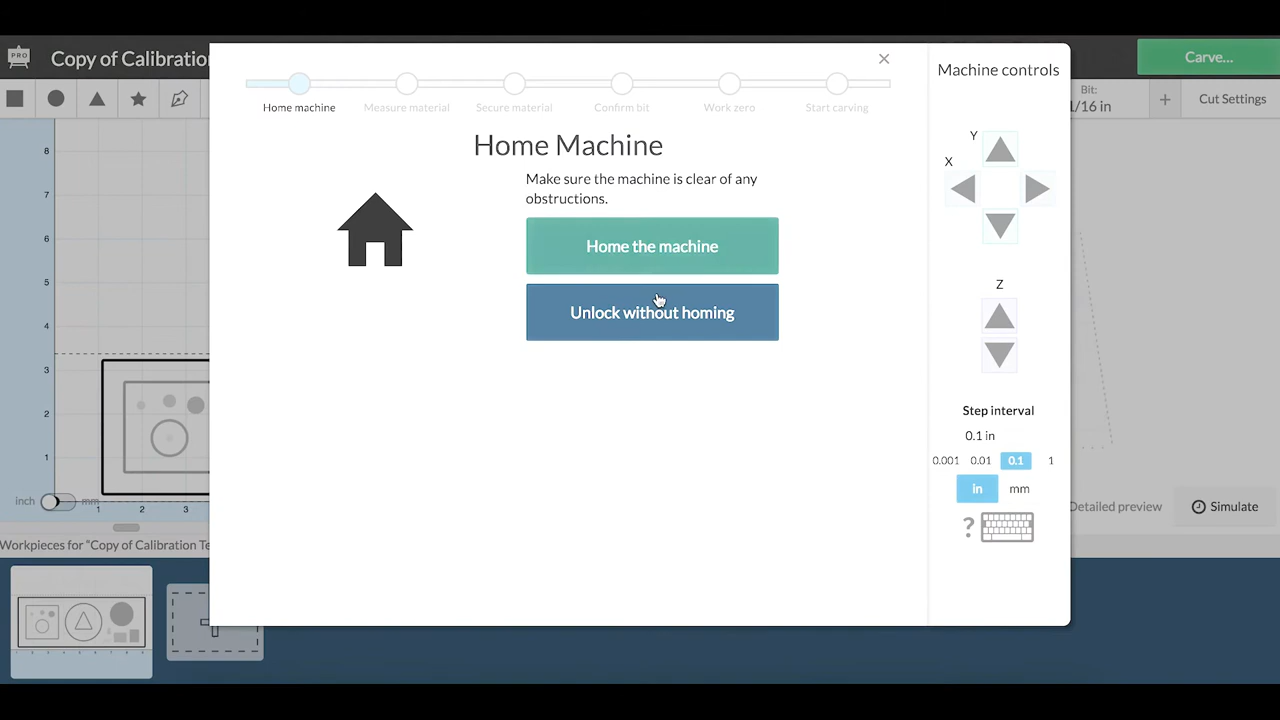 PRO
Copy of Calibration
Carve...
Bit:
1/16 in
+
Cut Settings
Home machine
Measure material
Secure material
Confirm bit
Work zero
Start carving
Home Machine
Make sure the machine is clear of any
obstructions.
Home the machine
Unlock without homing
Machine controls
Y
X
Z
Step interval
0.1 in
0.001 0.01 0.1 1
in mm
?
8
7
6
5
4
3
2
1
inch mm
1 2 3
Detailed preview
Simulate
Workpieces for “Copy of Calibration Te